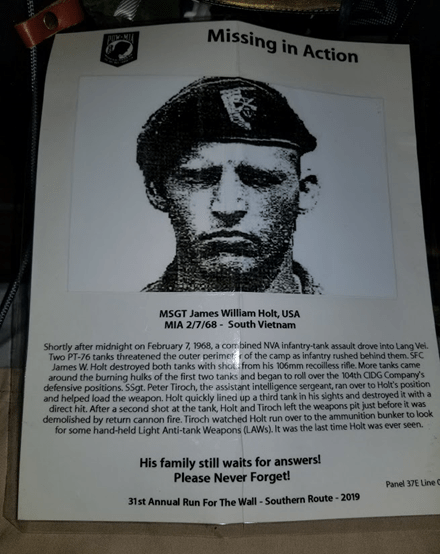 POW*MIA
Missing in Action
MSGT James William Holt, USA
MIA 2/7/68 - South Vietnam
Shortly after midnight on February 7, 1968, a combined NVA infantry-tank assault drove into Lang Vei.
Two PT-76 tanks threatened the outer perimeter of the camp as infantry rushed behind them. SFC
James W. Holt destroyed both tanks with shots from his 106mm recoilless rifle. More tanks came
around the burning hulks of the first two tanks and began to roll over the 104th CIDG Company's
defensive positions. SSgt. Peter Tiroch, the assistant intelligence sergeant, ran over to Holt's position
and helped load the weapon. Holt quickly lined up a third tank in his sights and destroyed it with a
direct hit. After a second shot at the tank, Holt and Tiroch left the weapons pit just before it was
demolished by return cannon fire. Tiroch watched Holt run over to the ammunition bunker to look
for some hand-held Light Anti-tank Weapons (LAWs). It was the last time Holt was ever seen.
His family still waits for answers!
Please Never Forget!
Panel 37E Line
31st Annual Run For The Wall - Southern Route - 2019